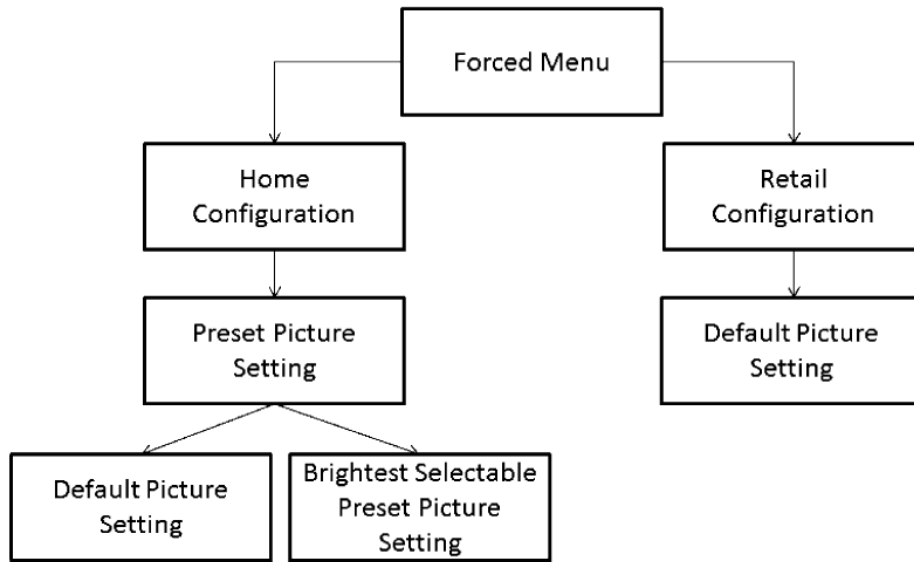 Forced Menu
Home
Configuration
Retail
Configuration
Preset Picture
Setting
Default Picture
Setting
Default Picture
Setting
Brightest Selectable
Preset Picture
Setting